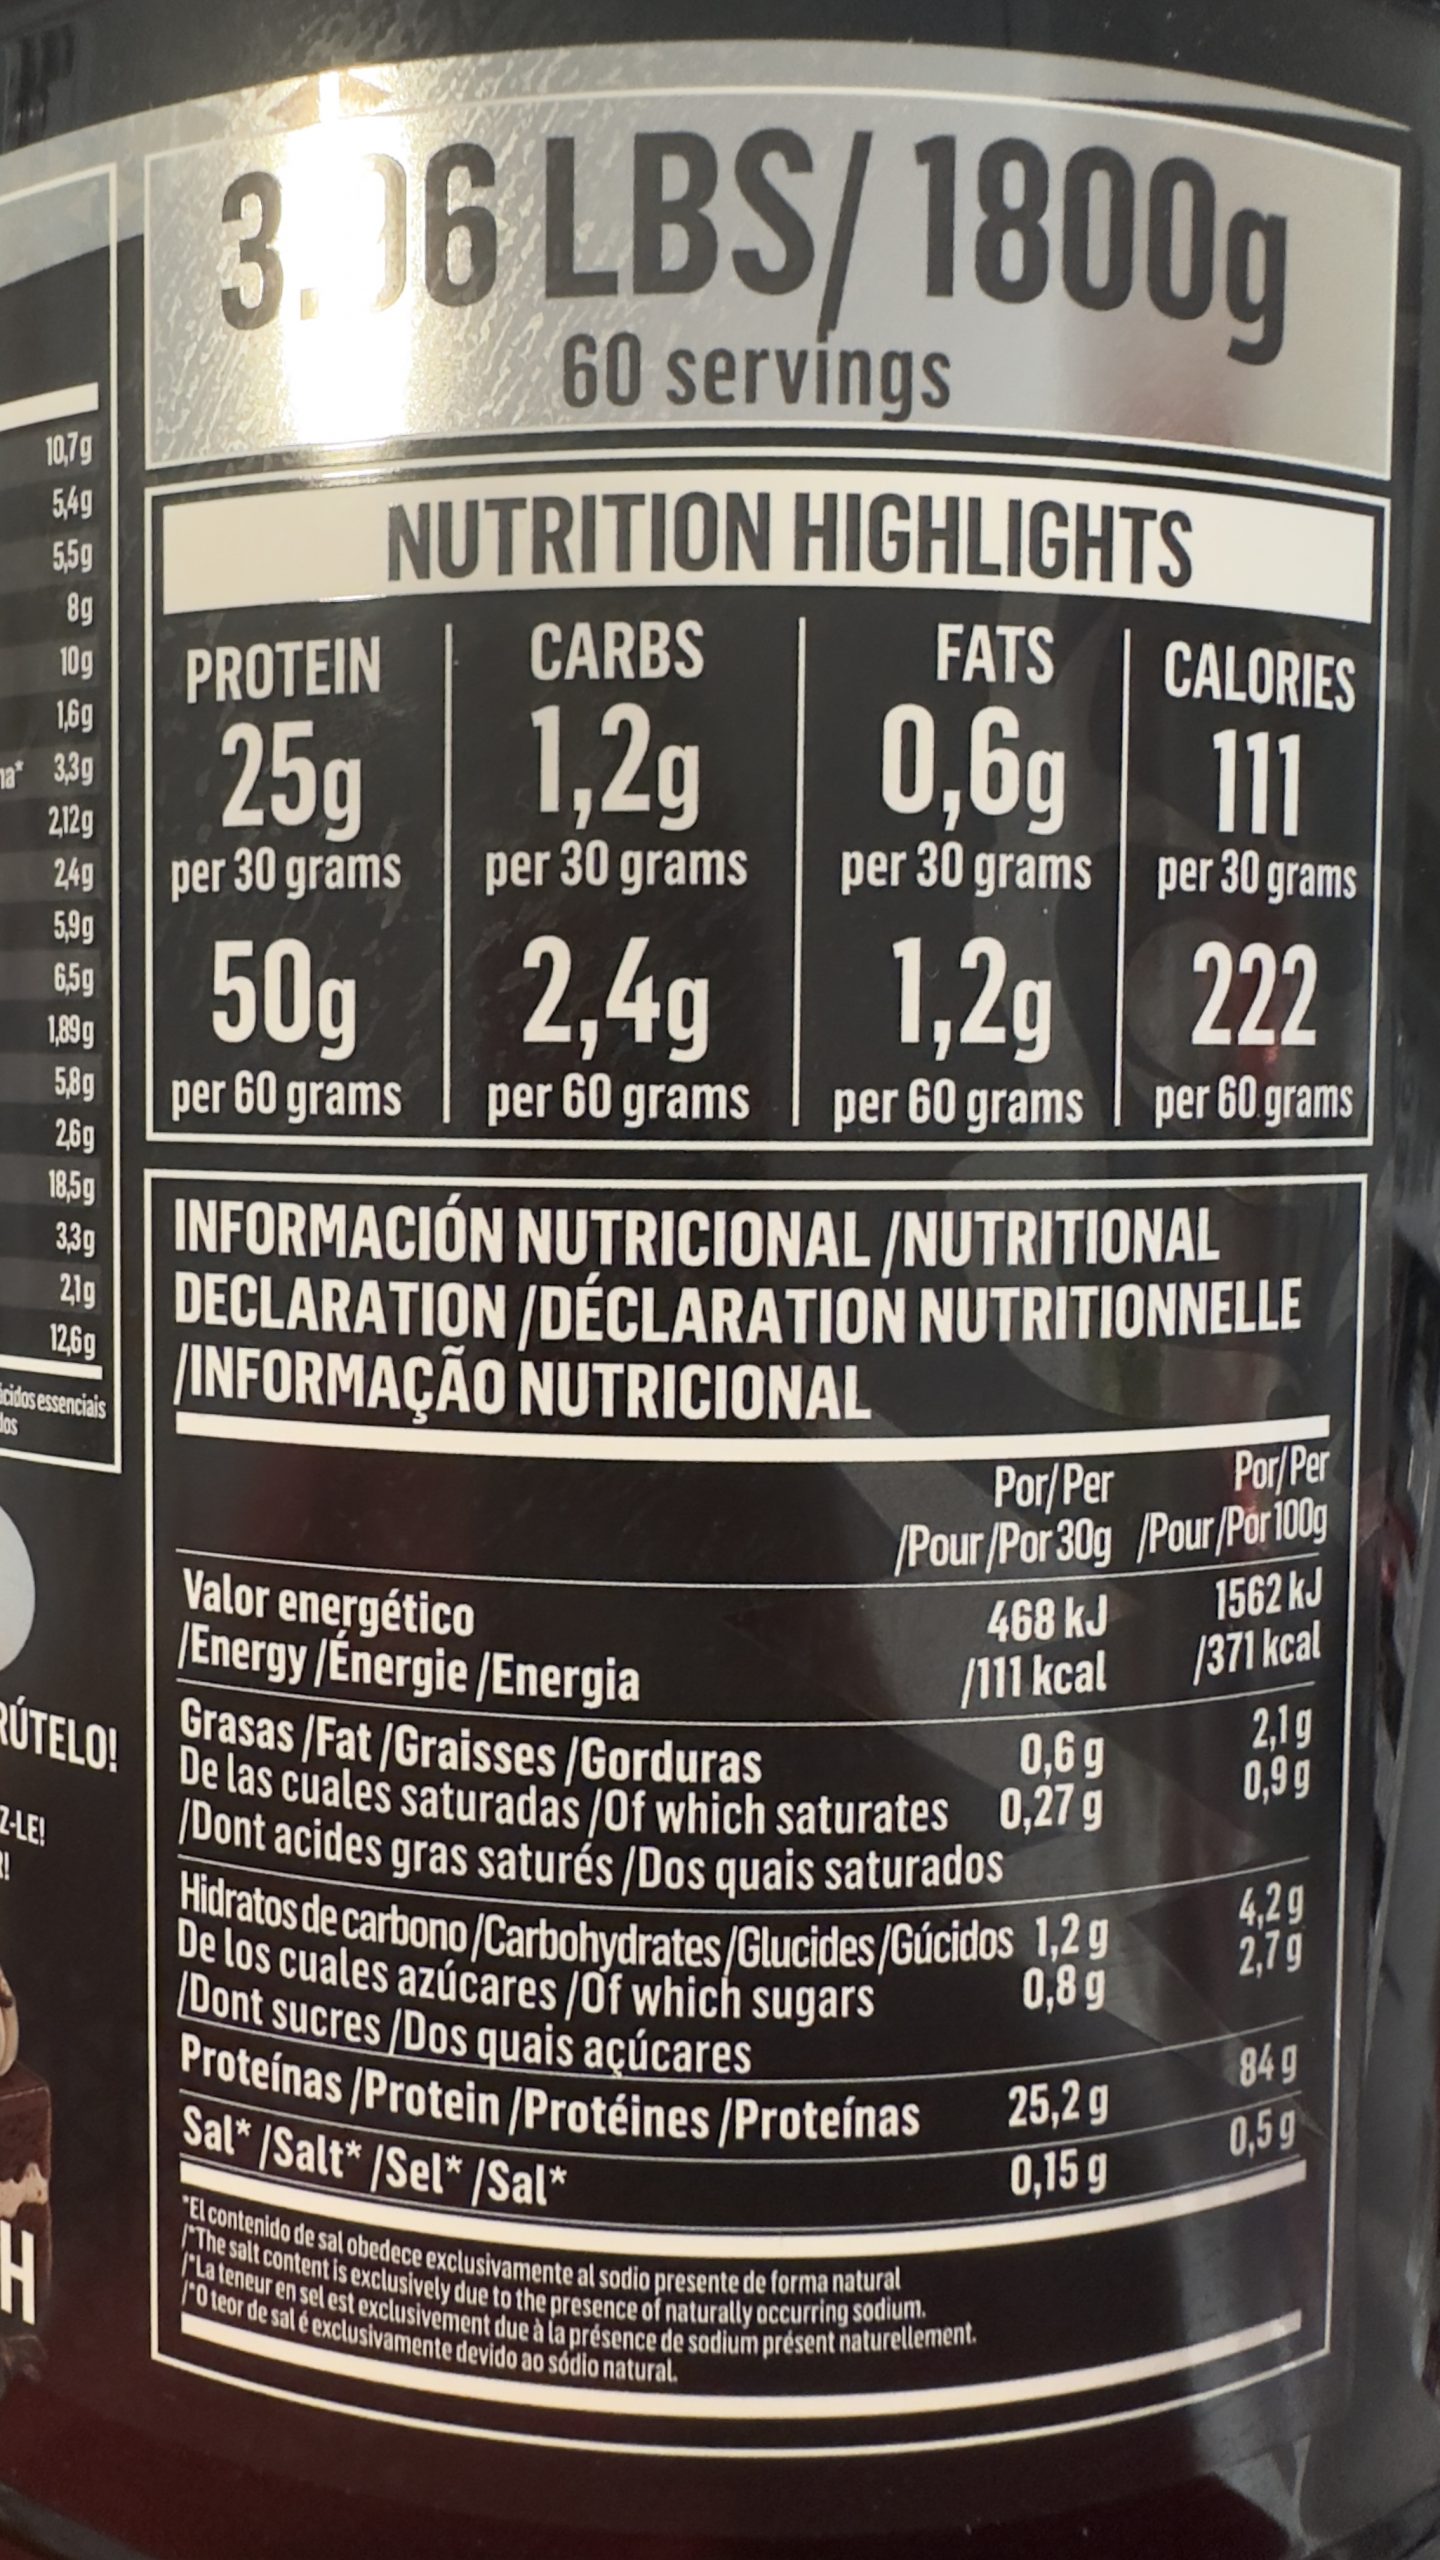 LBS/ 1800g
60 servings
10,7g
5,4g
5,5g
8g
10g
1,6g
3,3g
2,12g
2,4g
5,9g
6,5g
1,89g
5,8g
2,6g
18,5g
3,3g
2,1g
12,6g
essenciais
NUTRITION HIGHLIGHTS
PROTEIN CARBS FATS CALORIES
25g 1,2g 0,6g 111
per 30 grams per 30 grams per 30 grams per 30 grams
50g 2,4g 1,2g 222
per 60 grams per 60 grams per 60 grams per 60 grams
INFORMACIÓN NUTRICIONAL /NUTRITIONAL
DECLARATION /DÉCLARATION NUTRITIONNELLE
/INFORMAÇÃO NUTRICIONAL
Por/Per Por/Per
/Pour/Por 30g /Pour/Por 100g
Valor energético 468 kJ 1562 kJ
/Energy /Énergie /Energia /111 kcal /371 kcal
Grasas /Fat /Graisses /Gorduras 0,6 g 2,1 g
De las cuales saturadas /Of which saturates 0,27 g 0,9 g
/Dont acides gras saturés /Dos quais saturados
Hidratos de carbono /Carbohydrates /Glucides /Gúcidos 1,2 g 4,2 g
De los cuales azúcares /Of which sugars 0,8 g 2,7 g
/Dont sucres /Dos quais açúcares
Proteínas /Protein /Protéines /Proteínas 25,2 g 84 g
Sal* /Salt* /Sel* /Sal* 0,15 g 0,5 g
*El contenido de sal obedece exclusivamente al sodio presente de forma natural
/*The salt content is exclusively due to the presence of naturally occurring sodium.
/*La teneur en sel est exclusivement due à la présence de sodium présent naturellement.
/*O teor de sal é exclusivamente devido ao sódio natural.